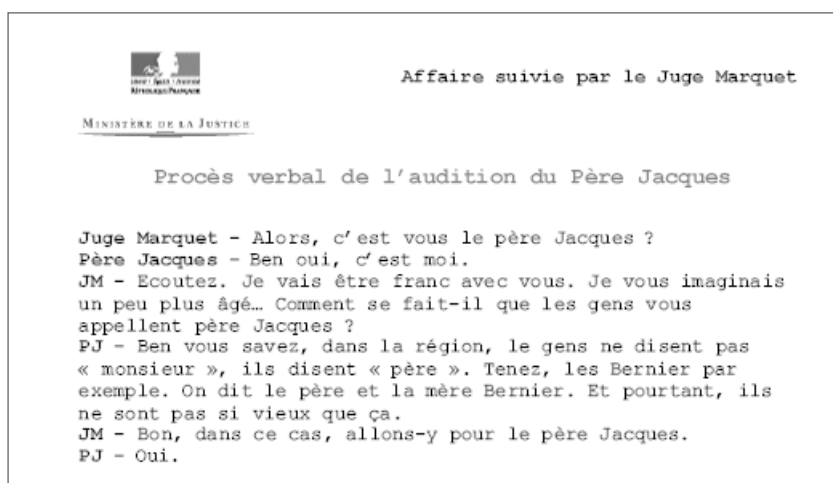 Affaire suivie par le Juge Marquet
RÉPUBLIQUE FRANÇAISE
MINISTÈRE DE LA JUSTICE
Procès verbal de l'audition du Père Jacques
Juge Marquet – Alors, c'est vous le père Jacques ?
Père Jacques – Ben oui, c'est moi.
JM – Ecoutez. Je vais être franc avec vous. Je vous imaginais
un peu plus âgé… Comment se fait-il que les gens vous
appellent père Jacques ?
PJ – Ben vous savez, dans la région, le gens ne disent pas
« monsieur », ils disent « père ». Tenez, les Bernier par
exemple. On dit le père et la mère Bernier. Et pourtant, ils
ne sont pas si vieux que ça.
JM – Bon, dans ce cas, allons-y pour le père Jacques.
PJ – Oui.